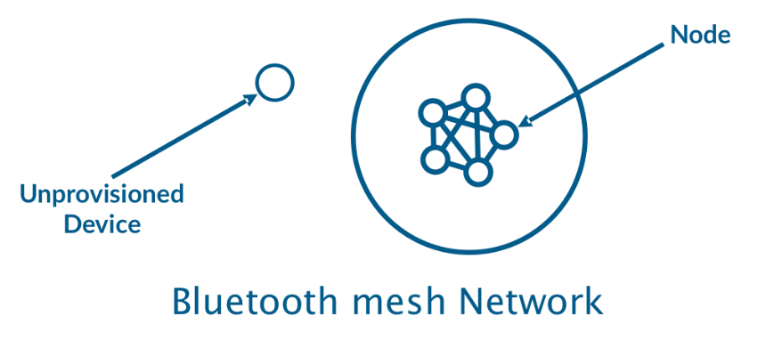 Node
Unprovisioned
Device
Bluetooth mesh Network